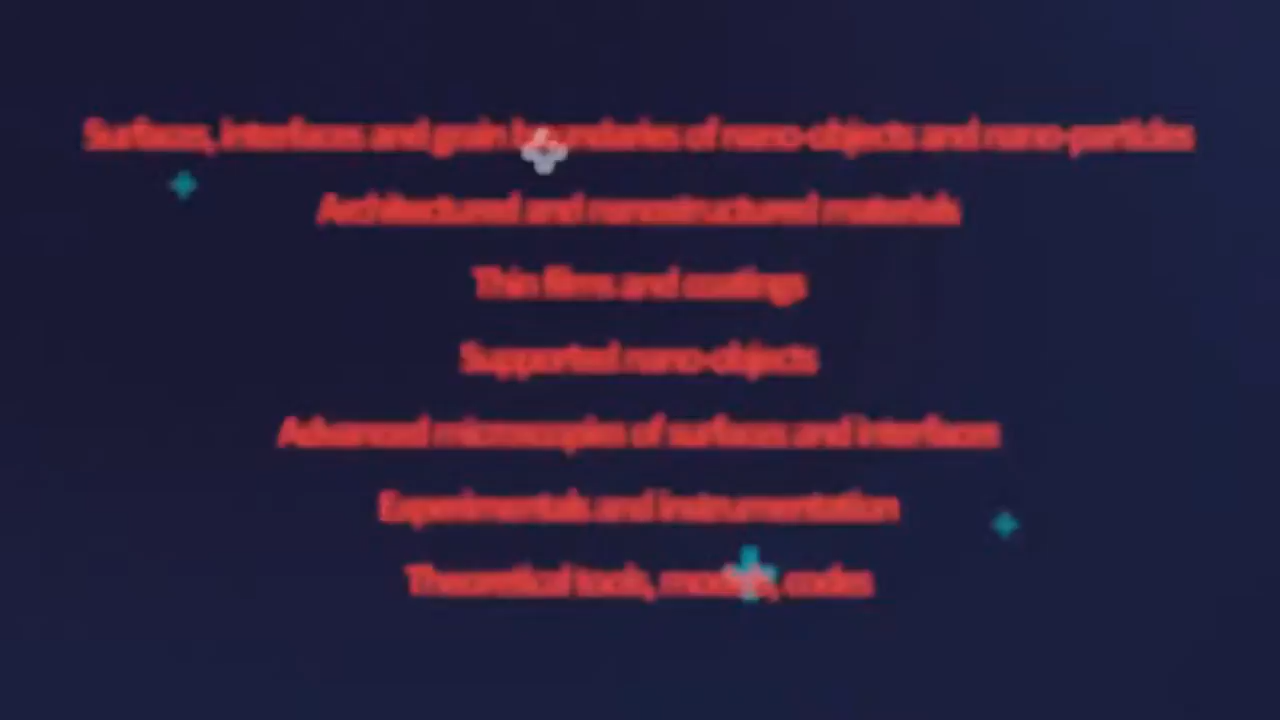 Surfaces, interfaces and grain boundaries of nano-objects and nano-particles
Architectured and nanostructured materials
Thin films and coatings
Supported nano-objects
Advanced microscopies of surfaces and interfaces
Experimentals and instrumentation
Theoretical tools, models, codes